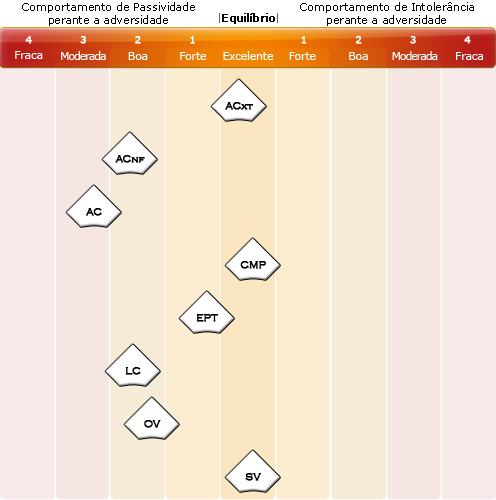 Comportamento de Passividade
perante a adversidade
|Equilíbrio|
Comportamento de Intolerância
perante a adversidade
4 3 2 1 1 2 3 4
Fraca Moderada Boa Forte Excelente Forte Boa Moderada Fraca
ACXT
ACNF
AC
CMP
EPT
LC
OV
SV